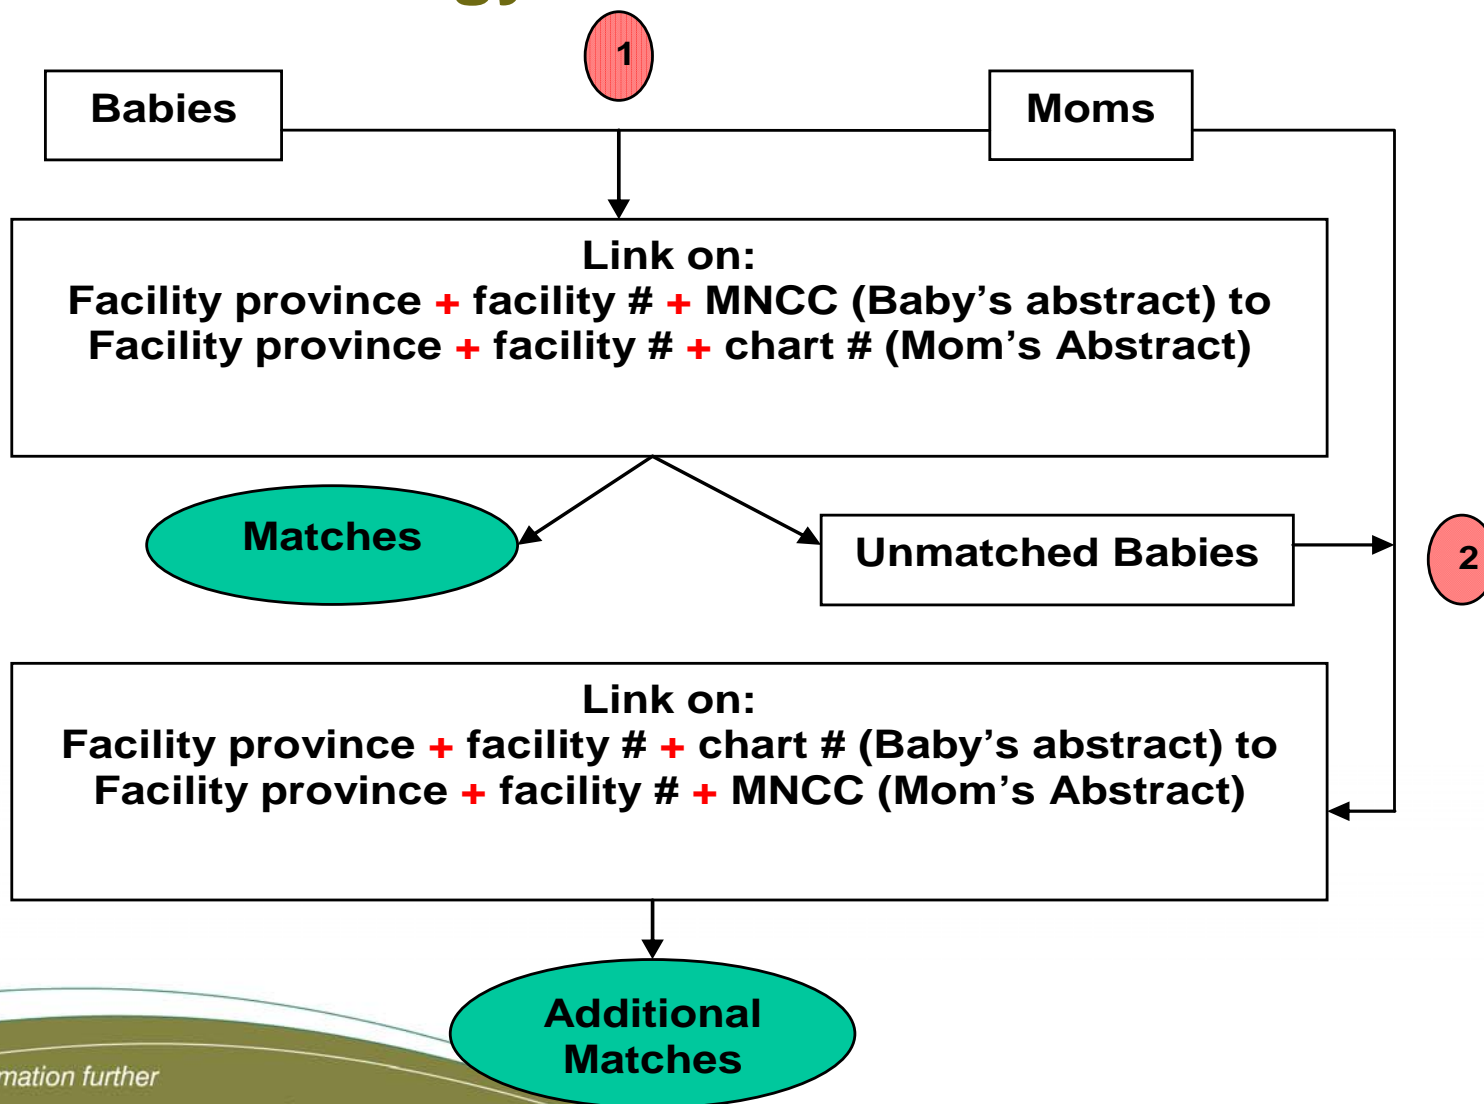 1
Babies
Moms
Link on:
Facility province + facility # + MNCC (Baby’s abstract) to
Facility province + facility # + chart # (Mom’s Abstract)
Matches
Unmatched Babies
2
Link on:
Facility province + facility # + chart # (Baby’s abstract) to
Facility province + facility # + MNCC (Mom’s Abstract)
Additional
Matches
further